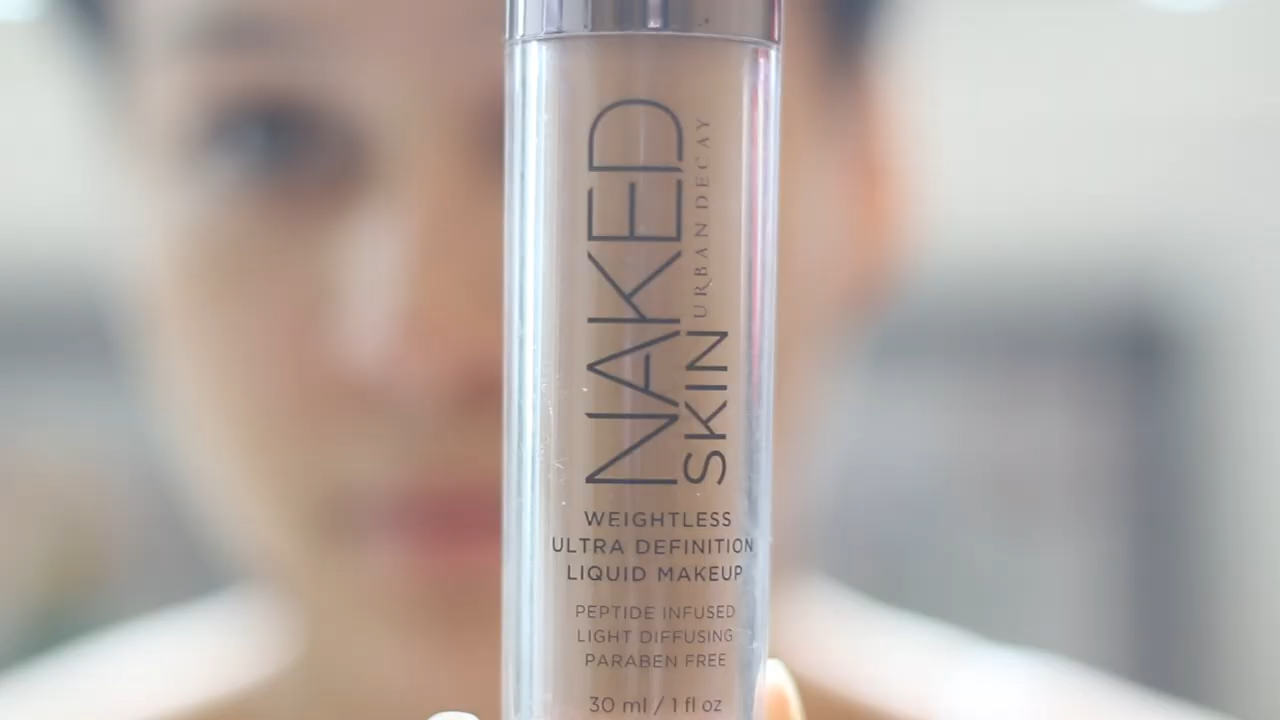 NAKED
SKIN URBAN DECAY
WEIGHTLESS
ULTRA DEFINITION
LIQUID MAKEUP
PEPTIDE INFUSED
LIGHT DIFFUSING
PARABEN FREE
30 ml / 1 fl oz